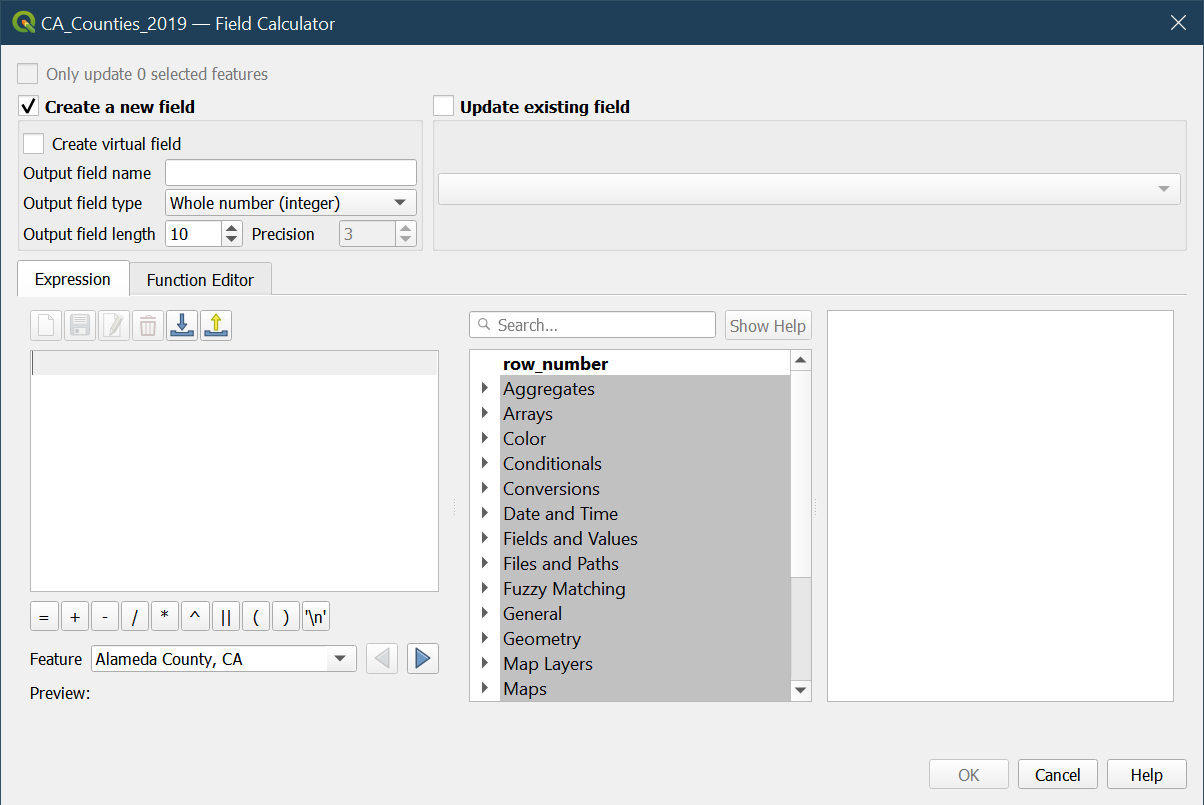 CA_Counties_2019 — Field Calculator
Only update 0 selected features
Create a new field
Update existing field
Create virtual field
Output field name
Output field type Whole number (integer)
Output field length 10 Precision 3
Expression Function Editor
Search... Show Help
row_number
Aggregates
Arrays
Color
Conditionals
Conversions
Date and Time
Fields and Values
Files and Paths
Fuzzy Matching
General
Geometry
Map Layers
Maps
= + - / * ^ || ( ) '\n'
Feature Alameda County, CA
Preview:
OK Cancel Help